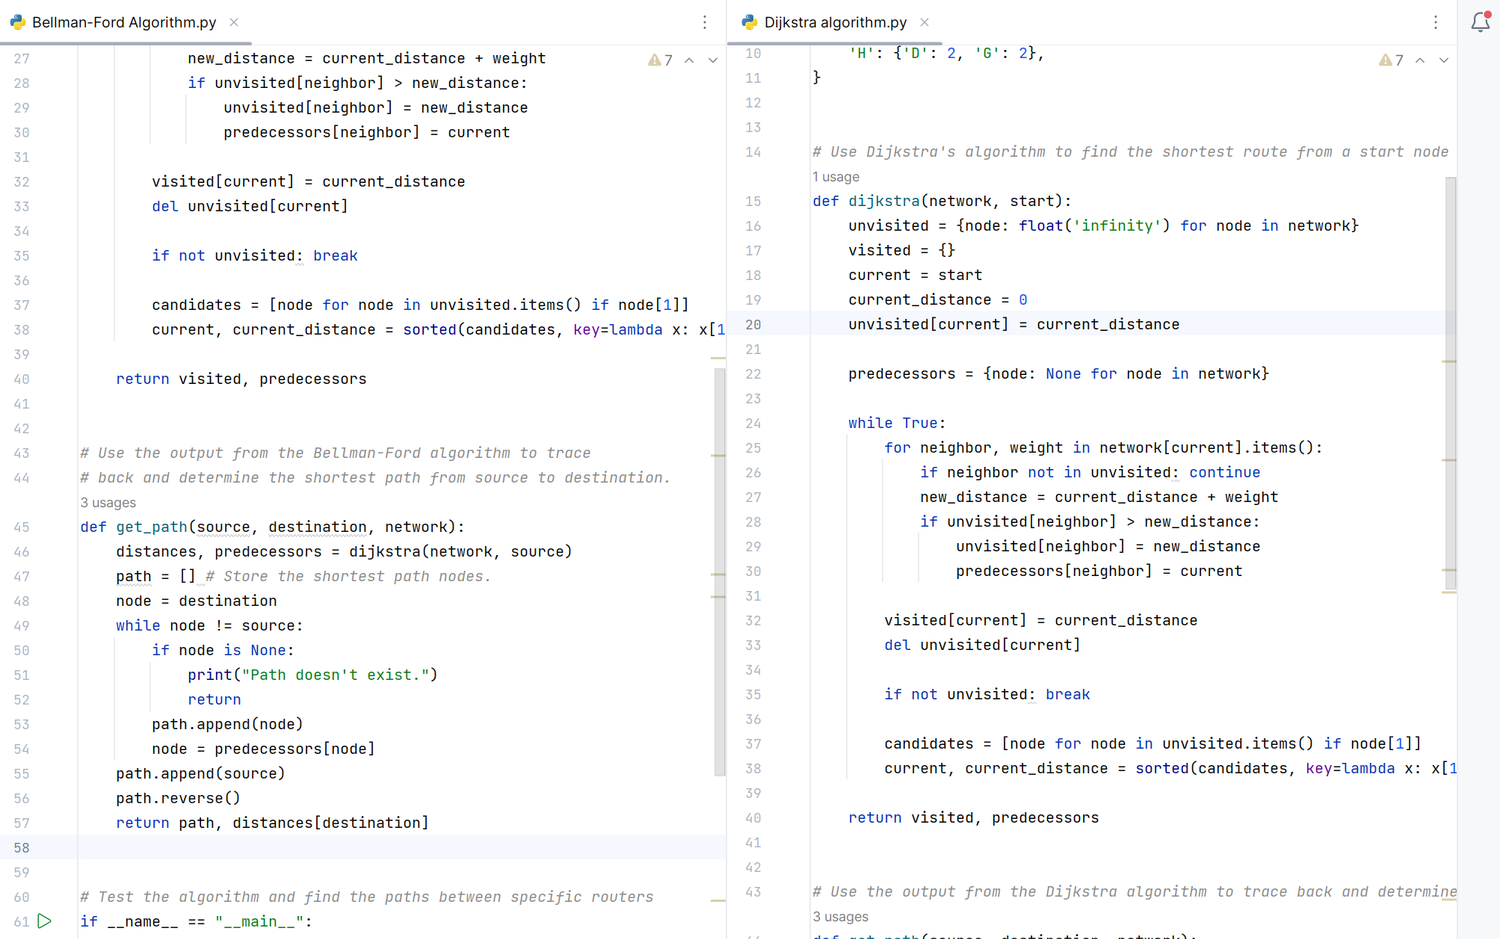 Bellman-Ford Algorithm.py
7
27 new_distance = current_distance + weight
28 if unvisited[neighbor] > new_distance:
29 unvisited[neighbor] = new_distance
30 predecessors[neighbor] = current
31
32 visited[current] = current_distance
33 del unvisited[current]
34
35 if not unvisited: break
36
37 candidates = [node for node in unvisited.items() if node[1]]
38 current, current_distance = sorted(candidates, key=lambda x: x[1
39
40 return visited, predecessors
41
42
43 # Use the output from the Bellman-Ford algorithm to trace
44 # back and determine the shortest path from source to destination.
3 usages
45 def get_path(source, destination, network):
46 distances, predecessors = dijkstra(network, source)
47 path = [] # Store the shortest path nodes.
48 node = destination
49 while node != source:
50 if node is None:
51 print("Path doesn't exist.")
52 return
53 path.append(node)
54 node = predecessors[node]
55 path.append(source)
56 path.reverse()
57 return path, distances[destination]
58
59
60 # Test the algorithm and find the paths between specific routers
61 if __name__ == "__main__":
Dijkstra algorithm.py
7
10 'H': {'D': 2, 'G': 2},
11 }
12
13
14 # Use Dijkstra's algorithm to find the shortest route from a start node
1 usage
15 def dijkstra(network, start):
16 unvisited = {node: float('infinity') for node in network}
17 visited = {}
18 current = start
19 current_distance = 0
20 unvisited[current] = current_distance
21
22 predecessors = {node: None for node in network}
23
24 while True:
25 for neighbor, weight in network[current].items():
26 if neighbor not in unvisited: continue
27 new_distance = current_distance + weight
28 if unvisited[neighbor] > new_distance:
29 unvisited[neighbor] = new_distance
30 predecessors[neighbor] = current
31
32 visited[current] = current_distance
33 del unvisited[current]
34
35 if not unvisited: break
36
37 candidates = [node for node in unvisited.items() if node[1]]
38 current, current_distance = sorted(candidates, key=lambda x: x[1
39
40 return visited, predecessors
41
42
43 # Use the output from the Dijkstra algorithm to trace back and determine
3 usages
44 def get_path(source, destination, network):